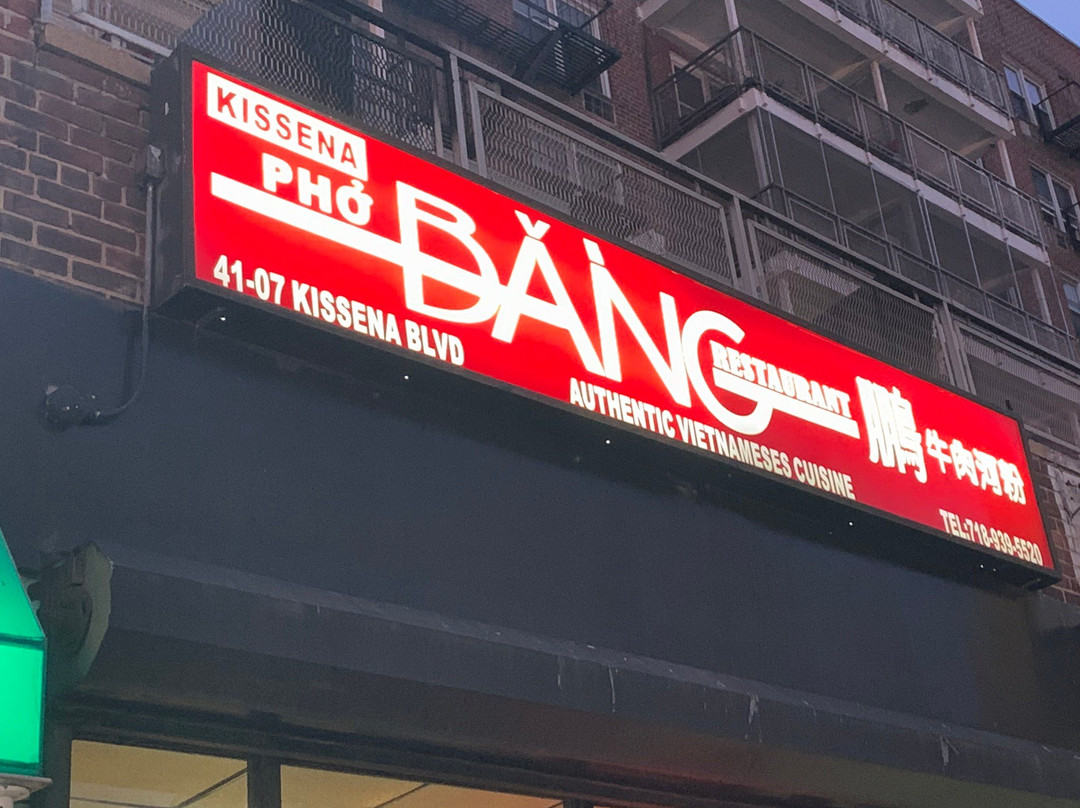 KISSENA
PHỞ
BẰNG
RESTAURANT
41-07 KISSENA BLVD
AUTHENTIC VIETNAMESES CUISINE
鵬 牛肉河粉
TEL:718-939-5520